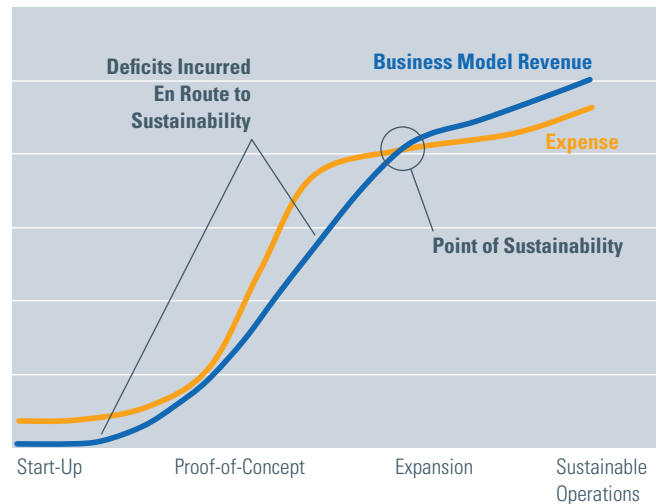 Business Model Revenue
Deficits Incurred
En Route to
Sustainability
Expense
Point of Sustainability
Start-Up
Proof-of-Concept
Expansion
Sustainable
Operations